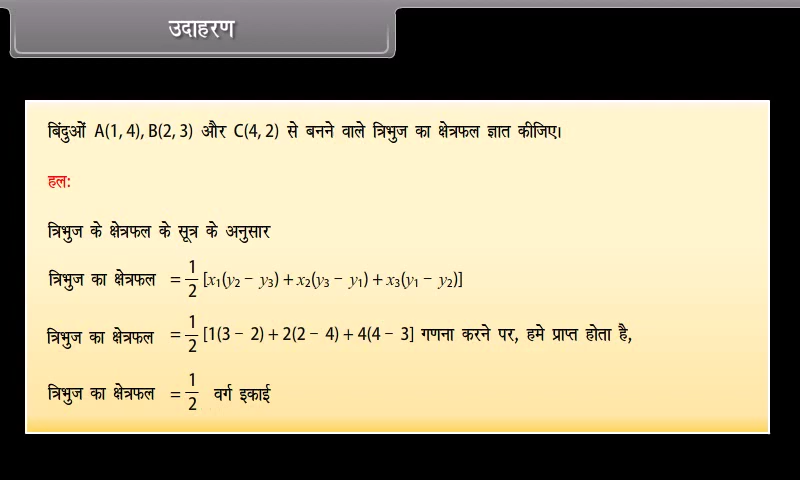 उदाहरण
बिंदुओं A(1, 4), B(2, 3) और C(4, 2) से बनने वाले त्रिभुज का क्षेत्रफल ज्ञात कीजिए।
हल:
त्रिभुज के क्षेत्रफल के सूत्र के अनुसार
त्रिभुज का क्षेत्रफल = 1/2 [x₁(y₂ − y₃) + x₂(y₃ − y₁) + x₃(y₁ − y₂)]
त्रिभुज का क्षेत्रफल = 1/2 [1(3 − 2) + 2(2 − 4) + 4(4 − 3] गणना करने पर, हमे प्राप्त होता है,
त्रिभुज का क्षेत्रफल = 1/2 वर्ग इकाई